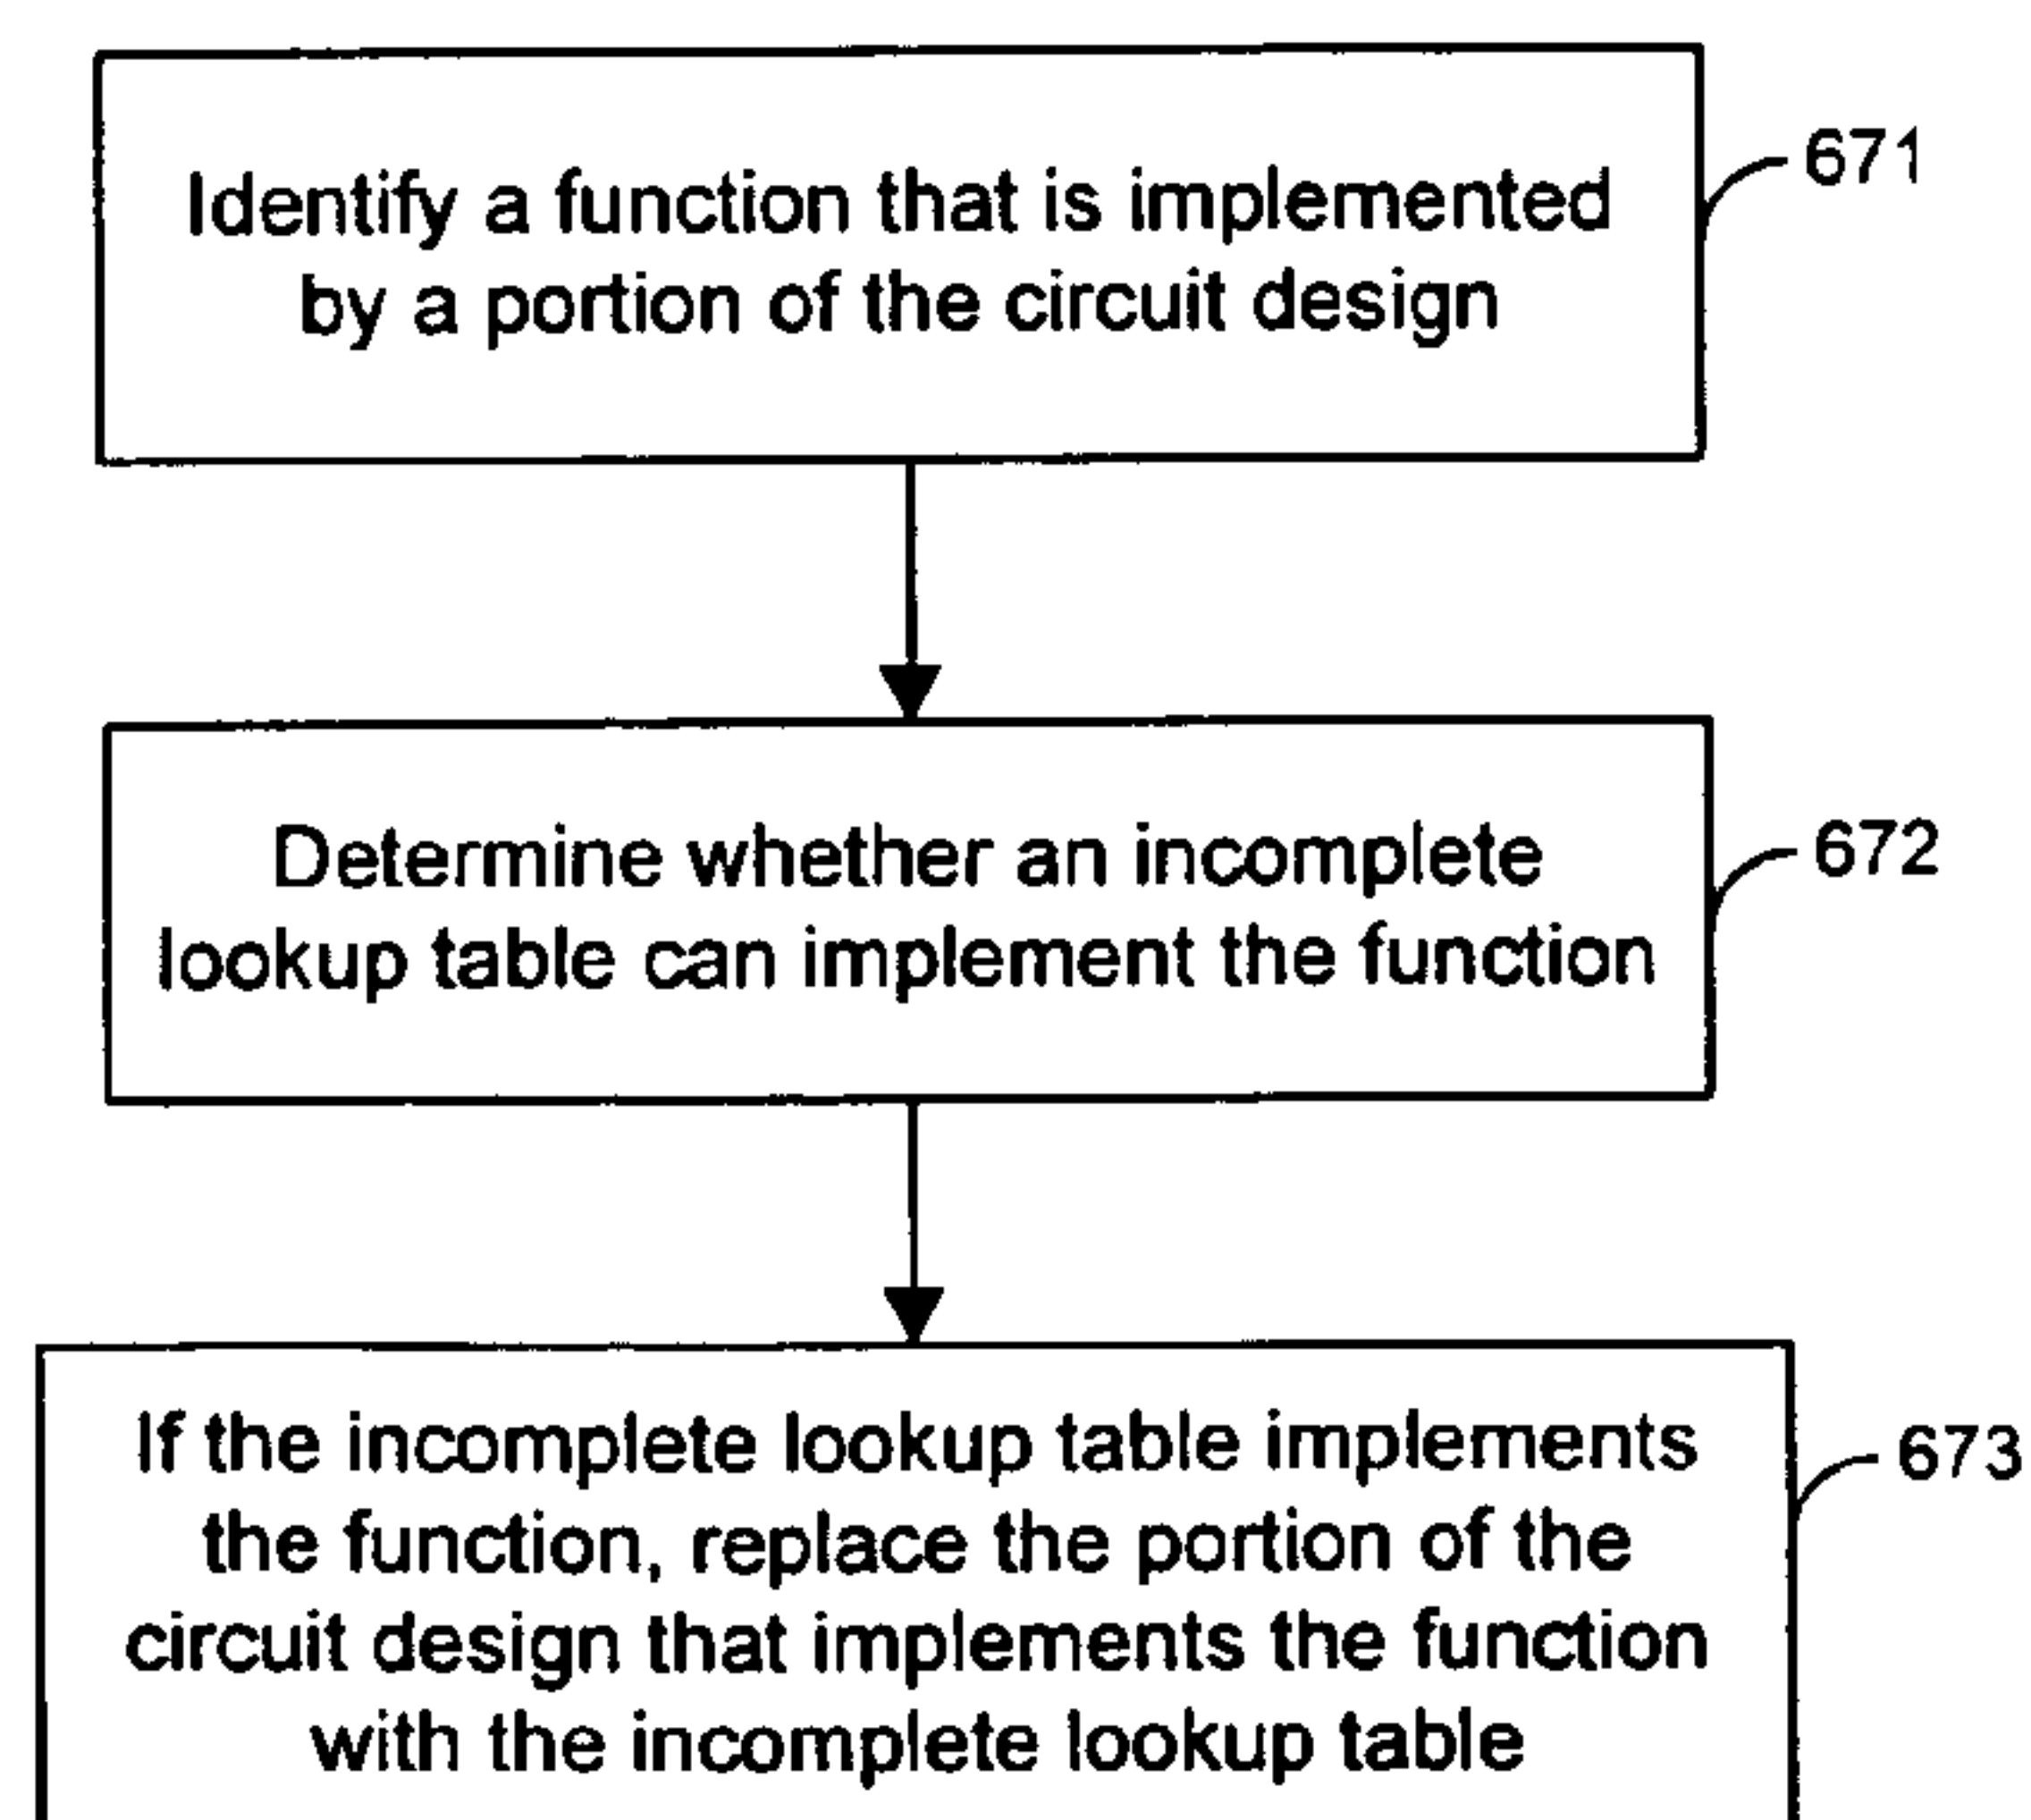 Identify a function that is implemented
by a portion of the circuit design
671
Determine whether an incomplete
lookup table can implement the function
672
If the incomplete lookup table implements
the function, replace the portion of the
circuit design that implements the function
with the incomplete lookup table
673